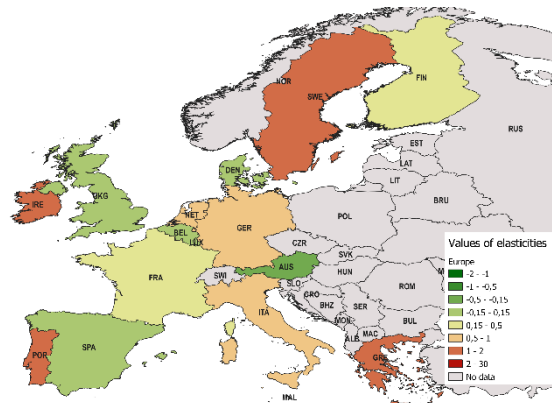 NOR
SWE
FIN
RUS
EST
LAT
LIT
DEN
IRE
UKG
BRU
NET
POL
GER
BEL
LUX
CZR
SVK
FRA
SWI
AUS
HUN
SLO
CRO
ROM
BHZ
SER
ITA
MON
BUL
MAC
ALB
POR
SPA
GRE
MAL
Values of elasticities
Europe
-2 - -1
-1 - -0,5
-0,5 - -0,15
-0,15 - 0,15
0,15 - 0,5
0,5 - 1
1 - 2
2 - 30
No data